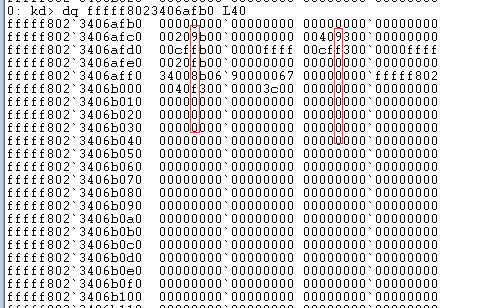 0: kd> dq fffff8023406afb0 L40
fffff802`3406afb0 00000000`00000000 00000000`00000000
fffff802`3406afc0 00209b00`00000000 00409300`00000000
fffff802`3406afd0 00cffb00`0000ffff 00cff300`0000ffff
fffff802`3406afe0 0020fb00`00000000 00000000`00000000
fffff802`3406aff0 34008b06`90000067 00000000`fffff802
fffff802`3406b000 0040f300`00003c00 00000000`00000000
fffff802`3406b010 00000000`00000000 00000000`00000000
fffff802`3406b020 00000000`00000000 00000000`00000000
fffff802`3406b030 00000000`00000000 00000000`00000000
fffff802`3406b040 00000000`00000000 00000000`00000000
fffff802`3406b050 00000000`00000000 00000000`00000000
fffff802`3406b060 00000000`00000000 00000000`00000000
fffff802`3406b070 00000000`00000000 00000000`00000000
fffff802`3406b080 00000000`00000000 00000000`00000000
fffff802`3406b090 00000000`00000000 00000000`00000000
fffff802`3406b0a0 00000000`00000000 00000000`00000000
fffff802`3406b0b0 00000000`00000000 00000000`00000000
fffff802`3406b0c0 00000000`00000000 00000000`00000000
fffff802`3406b0d0 00000000`00000000 00000000`00000000
fffff802`3406b0e0 00000000`00000000 00000000`00000000
fffff802`3406b0f0 00000000`00000000 00000000`00000000
fffff802`3406b100 00000000`00000000 00000000`00000000